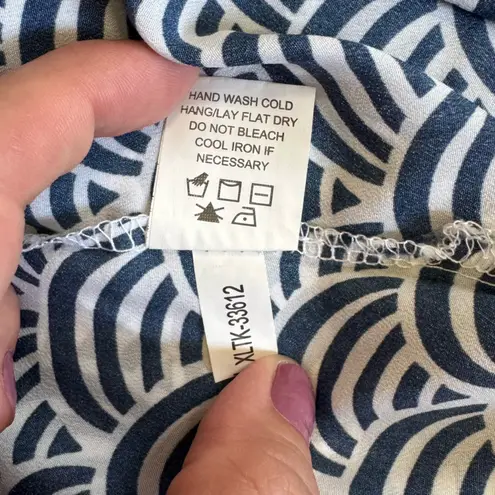 HAND WASH COLD
HANG/LAY FLAT DRY
DO NOT BLEACH
COOL IRON IF
NECESSARY
XLTK-33612